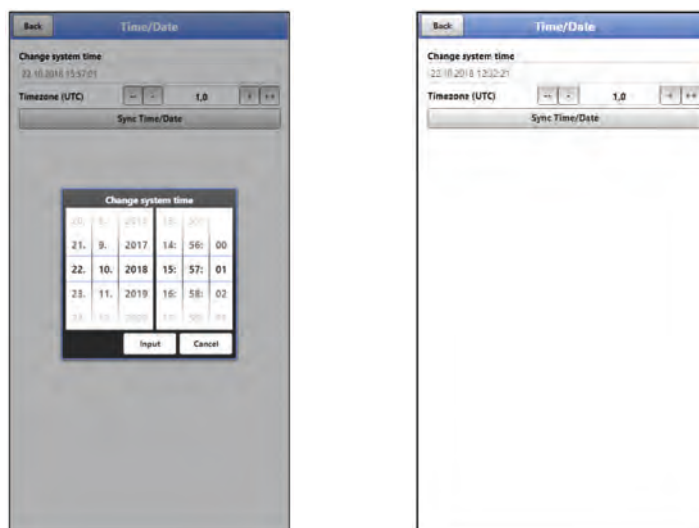 Back Time/Date
Change system time
22.10.2018 15:57:01
Timezone (UTC) -- - 1,0 + ++
Sync Time/Date
Change system time
21. 9. 2017 14: 56: 00
22. 10. 2018 15: 57: 01
23. 11. 2019 16: 58: 02
Input Cancel
Back Time/Date
Change system time
22.10.2018 12:32:21
Timezone (UTC) -- - 1,0 + ++
Sync Time/Date